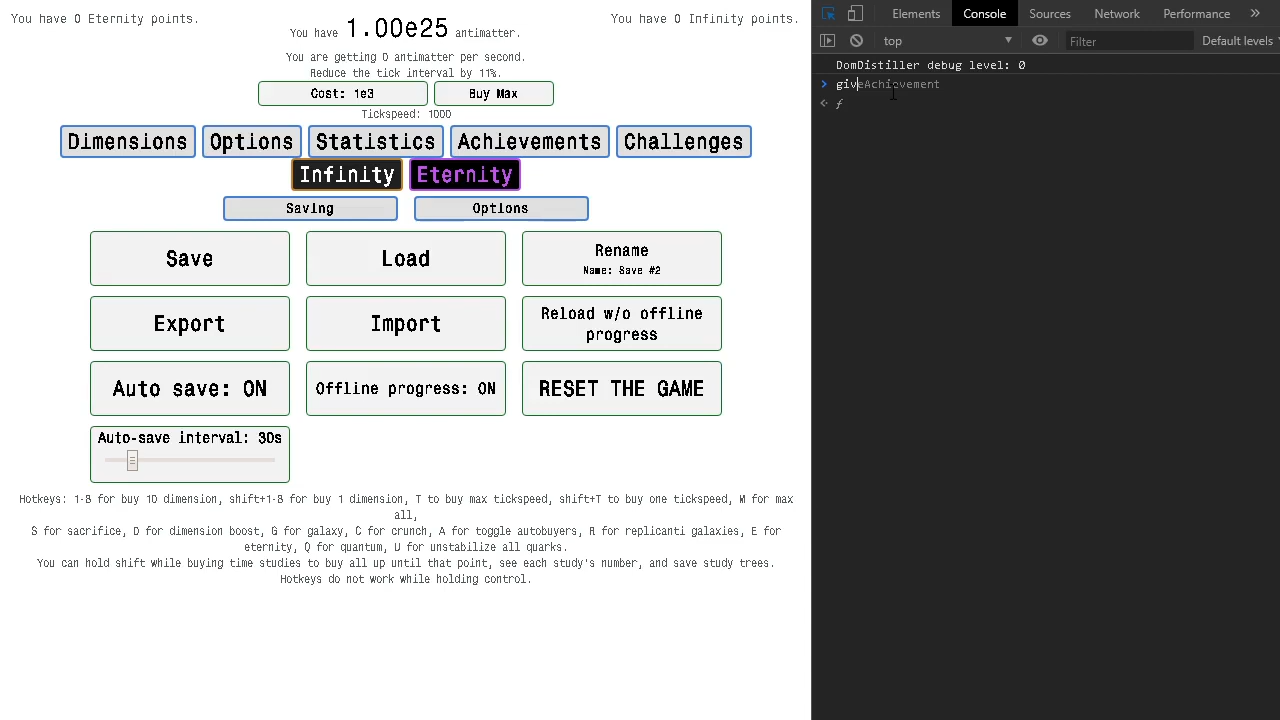 You have 0 Eternity points.
You have 1.00e25 antimatter.
You have 0 Infinity points.
You are getting 0 antimatter per second.
Reduce the tick interval by 11%.
Cost: 1e3
Buy Max
Tickspeed: 1000
Dimensions
Options
Statistics
Achievements
Challenges
Infinity
Eternity
Saving
Options
Save
Load
Rename
Name: Save #2
Export
Import
Reload w/o offline
progress
Auto save: ON
Offline progress: ON
RESET THE GAME
Auto-save interval: 30s
Hotkeys: 1-8 for buy 10 dimension, shift+1-8 for buy 1 dimension, T to buy max tickspeed, shift+T to buy one tickspeed, M for max
all,
S for sacrifice, D for dimension boost, G for galaxy, C for crunch, A for toggle autobuyers, R for replicanti galaxies, E for
eternity, Q for quantum, U for unstabilize all quarks.
You can hold shift while buying time studies to buy all up until that point, see each study's number, and save study trees.
Hotkeys do not work while holding control.
Elements
Console
Sources
Network
Performance
»
top
Filter
Default levels
DomDistiller debug level: 0
giveAchievement
ƒ